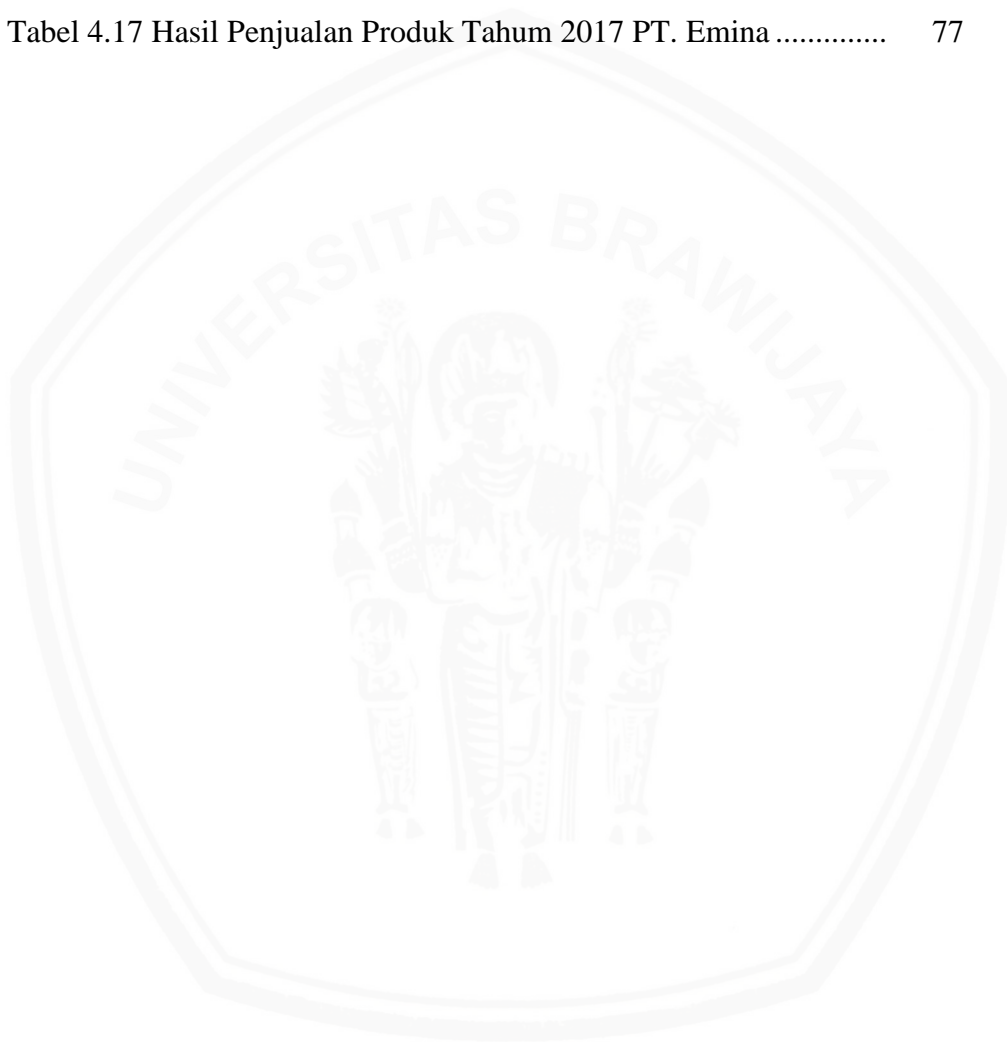 Tabel 4.17 Hasil Penjualan Produk Tahum 2017 PT. Emina .............. 77
UNIVERSITAS BRAWIJAYA